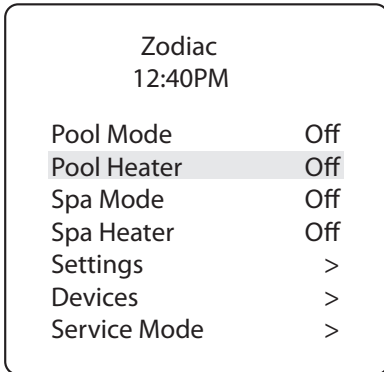 Zodiac
12:40PM
Pool Mode Off
Pool Heater Off
Spa Mode Off
Spa Heater Off
Settings >
Devices >
Service Mode >